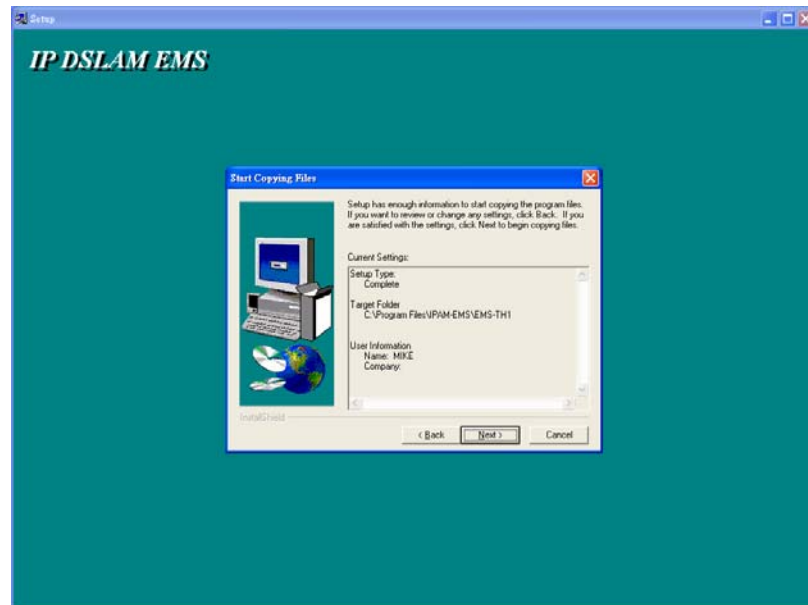 Setup
IP DSLAM EMS
Start Copying Files
Setup has enough information to start copying the program files.
If you want to review or change any settings, click Back. If you
are satisfied with the settings, click Next to begin copying files.
Current Settings:
Setup Type:
Complete
Target Folder
C:\Program Files\IPAM-EMS\EMS-TH1
User Information
Name: MIKE
Company:
InstallShield
< Back
Next >
Cancel